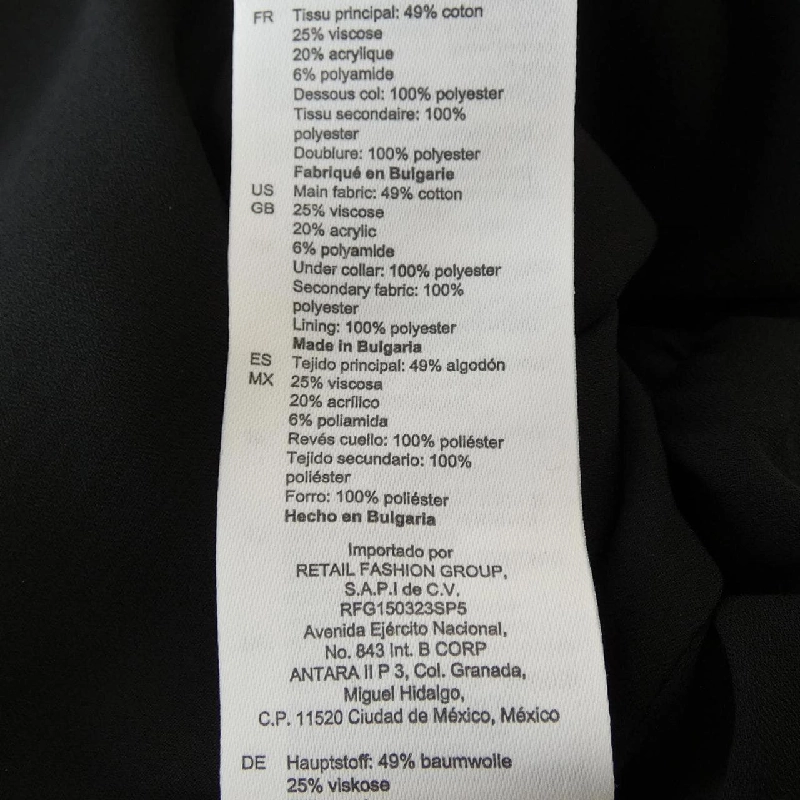 FR Tissu principal: 49% coton
25% viscose
20% acrylique
6% polyamide
Dessous col: 100% polyester
Tissu secondaire: 100%
polyester
Doublure: 100% polyester
Fabriqué en Bulgarie
US Main fabric: 49% cotton
GB 25% viscose
20% acrylic
6% polyamide
Under collar: 100% polyester
Secondary fabric: 100%
polyester
Lining: 100% polyester
Made in Bulgaria
ES Tejido principal: 49% algodón
MX 25% viscosa
20% acrílico
6% poliamida
Revés cuello: 100% poliéster
Tejido secundario: 100%
poliéster
Forro: 100% poliéster
Hecho en Bulgaria
Importado por
RETAIL FASHION GROUP,
S.A.P.I de C.V.
RFG150323SP5
Avenida Ejército Nacional,
No. 843 Int. B CORP
ANTARA II P 3, Col. Granada,
Miguel Hidalgo,
C.P. 11520 Ciudad de México, México
DE Hauptstoff: 49% baumwolle
25% viskose